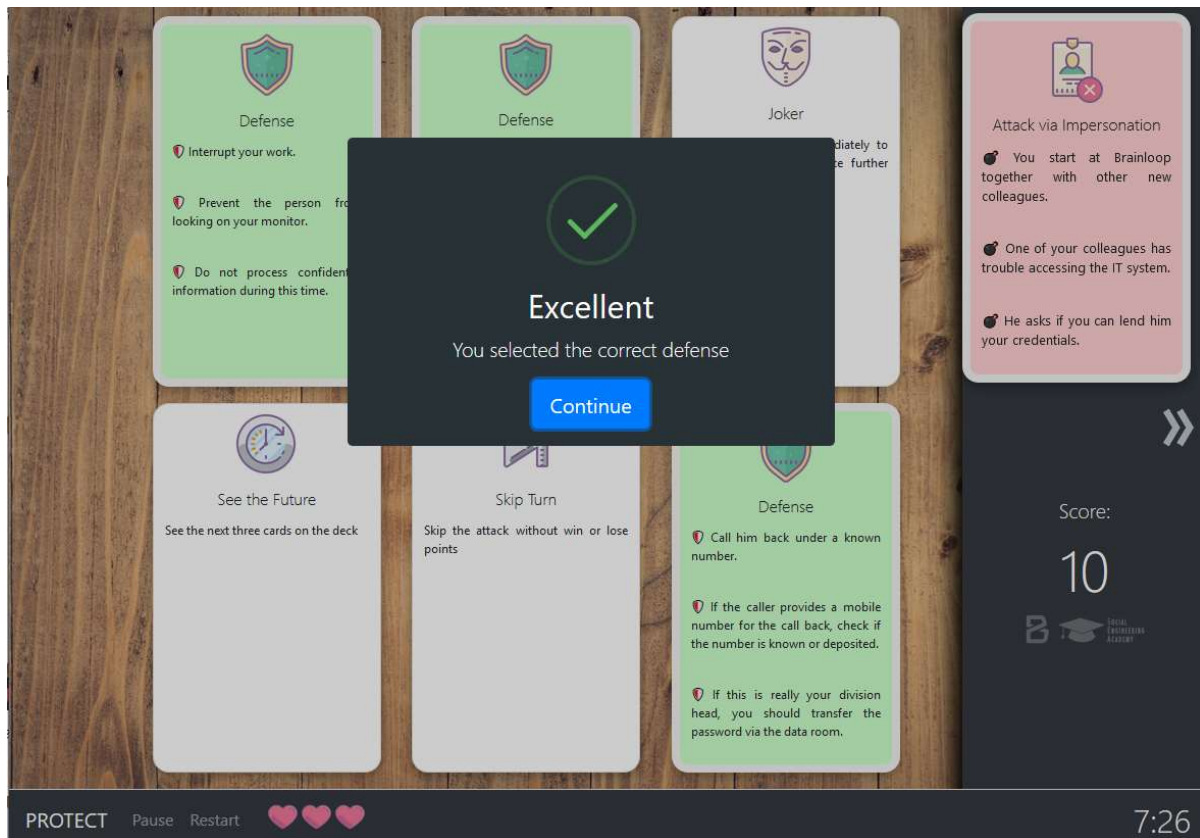 Defense
Interrupt your work.
Prevent the person
looking on your monitor.
Do not process
information during this time.
Defense
Joker
to
further
Attack via Impersonation
You start at Brainloop
together with other new
colleagues.
One of your colleagues has
trouble accessing the IT system.
He asks if you can lend him
your credentials.
Excellent
You selected the correct defense
Continue
See the Future
See the next three cards on the deck
Skip Turn
Skip the attack without win or lose
points
Defense
Call him back under a known
number.
If the caller provides a mobile
number for the call back, check if
the number is known or deposited.
If this is really your division
head, you should transfer the
password via the data room.
Score:
10
SOCIAL
ENGINEERING
ACADEMY
PROTECT Pause Restart
7:26